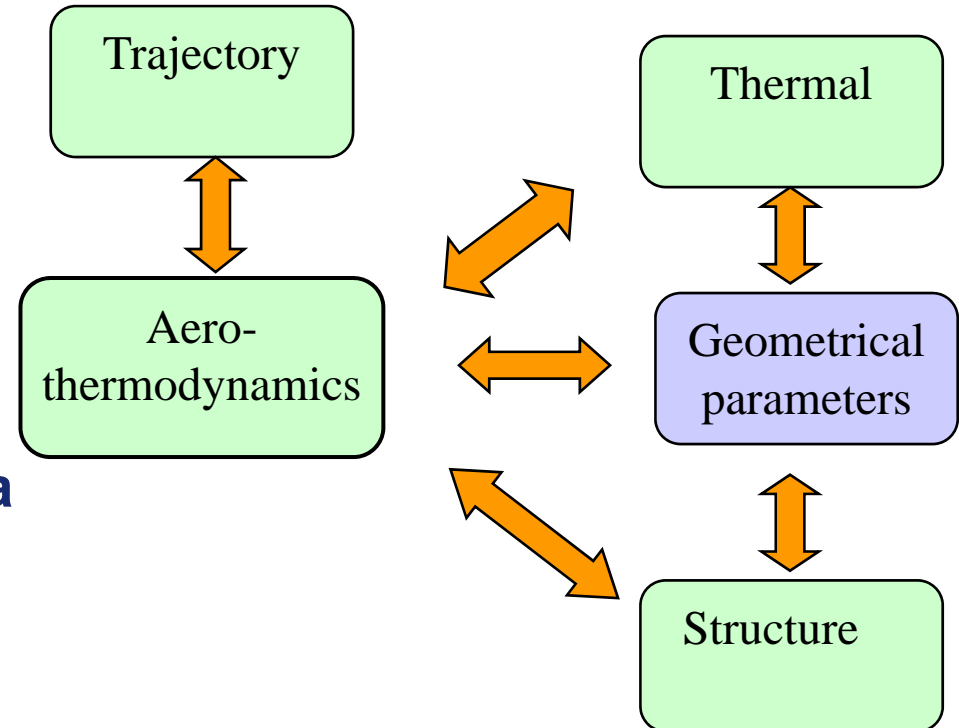 Trajectory
Thermal
Aero-
thermodynamics
Geometrical
parameters
a
Structure